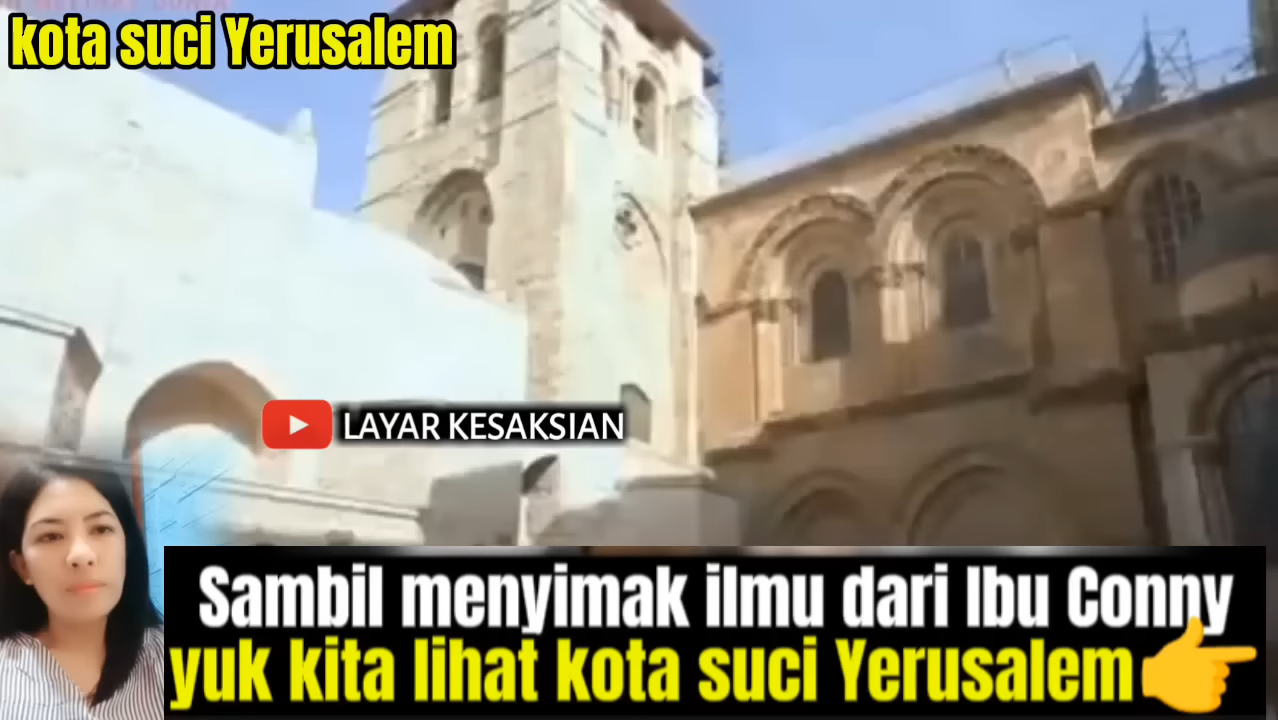 kota suci Yerusalem
LAYAR KESAKSIAN
Sambil menyimak ilmu dari Ibu Conny
yuk kita lihat kota suci Yerusalem